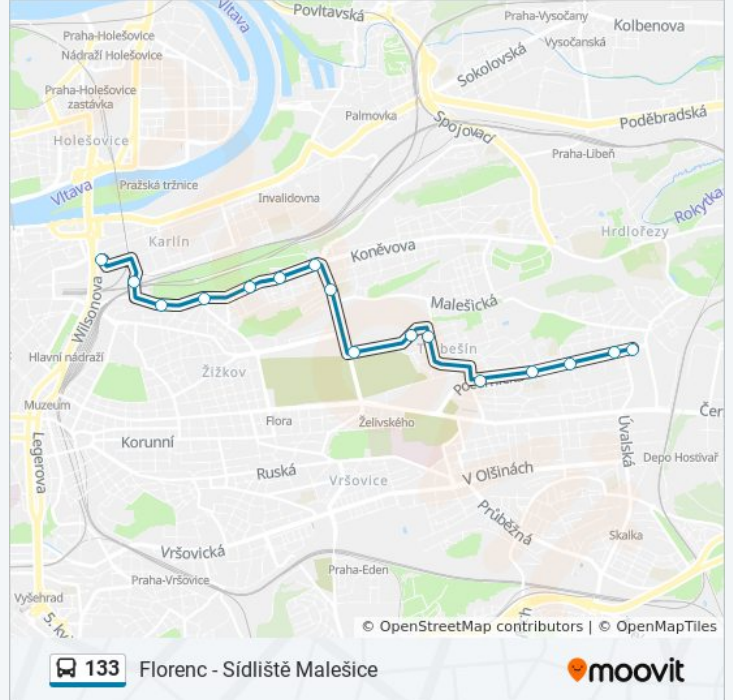 Vltava
Povltavská
Praha-Vysočany
Kolbenova
Praha-Holešovice
Nádraží Holešovice
Vysočanská
Sokolovská
Praha-Holešovice
zastávka
Palmovka
Spojovací
Poděbradská
Holešovice
Praha-Libeň
Vltava
Pražská tržnice
Invalidovna
Rokytka
Karlín
Koněvova
Hrdlořezy
Wilsonova
Malešická
Hlavní nádraží
Žižkov
Muzeum
Flora
Želivského
Čer
Legerova
Korunní
Úvalská
Ruská
Vršovice
V Olšinách
Depo Hostivař
Průběžná
Skalka
Vršovická
Praha-Vršovice
Praha-Eden
Vyšehrad
© OpenStreetMap contributors | © OpenMapTiles
133 Florenc - Sídliště Malešice
moovit